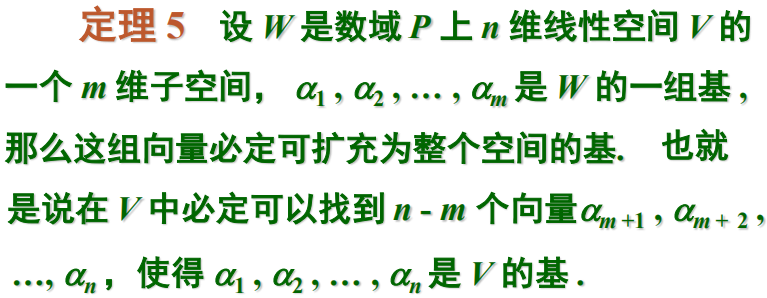 定理 5 设 W 是数域 P 上 n 维线性空间 V 的
一个 m 维子空间， α₁ , α₂ , … , αₘ 是 W 的一组基 ,
那么这组向量必定可扩充为整个空间的基. 也就
是说在 V 中必定可以找到 n - m 个向量 αₘ₊₁ , αₘ₊₂ ,
…, αₙ ，使得 α₁ , α₂ , … , αₙ 是 V 的基 .